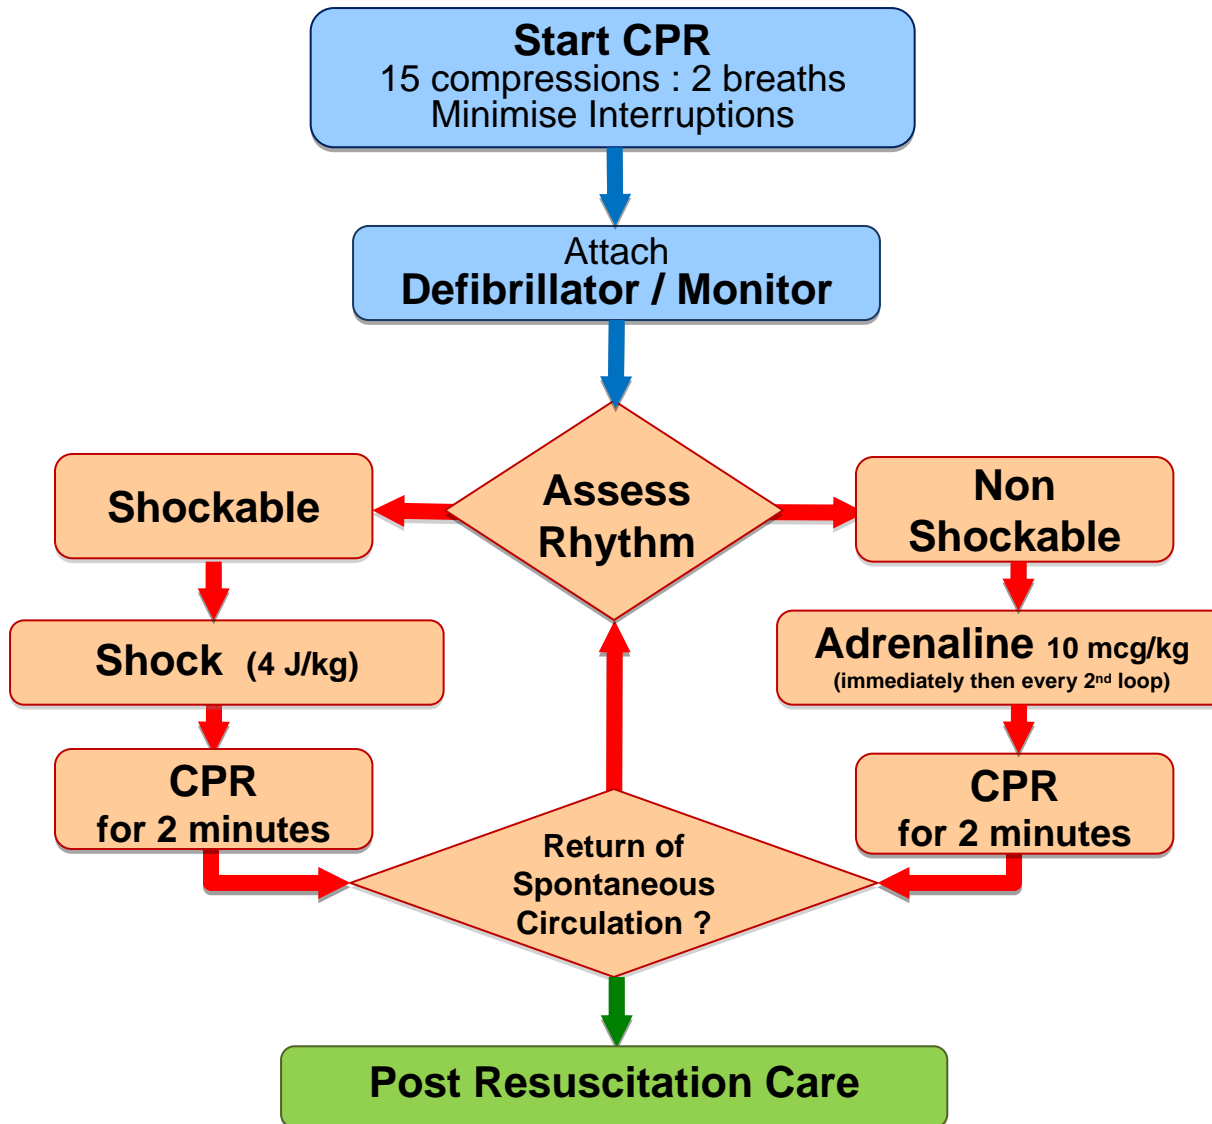 Start CPR
15 compressions : 2 breaths
Minimise Interruptions
Attach
Defibrillator / Monitor
Assess
Rhythm
Shockable
Non
Shockable
Shock (4 J/kg)
Adrenaline 10 mcg/kg
(immediately then every 2nd loop)
CPR
for 2 minutes
CPR
for 2 minutes
Return of
Spontaneous
Circulation ?
Post Resuscitation Care